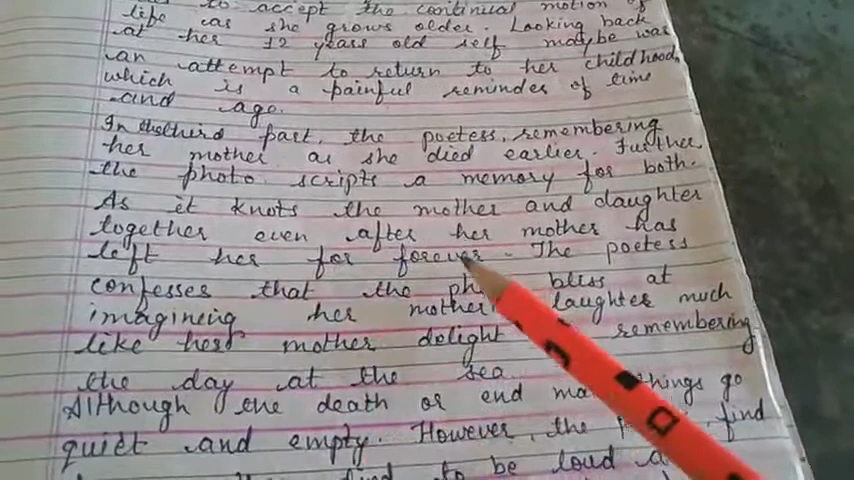 to accept the continual motion of
life as she grows older. Looking back
at her 12 years old self maybe was
an attempt to return to her childhood,
which is a painful reminder of time
and age.
In the third part, the poetess, remembering
her mother as she died earlier. Further
the photo scripts a memory for both.
As it knots the mother and daughter
together even after her mother has
left her for forever. The poetess
confesses that the bliss at
imagining her mother laughter much
like her mother delight remembering
the day at the sea
Although the death or end things go
quiet and empty. However, the find
to be loud